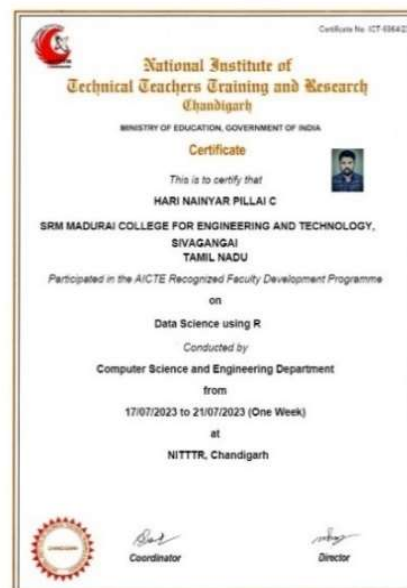 Certificate No. ICT-
National Institute of
Technical Teachers Training and Research
Chandigarh
MINISTRY OF EDUCATION, GOVERNMENT OF INDIA
Certificate
This is to certify that
HARI NAINYAR PILLAI C
SRM MADURAI COLLEGE FOR ENGINEERING AND TECHNOLOGY,
SIVAGANGAI
TAMIL NADU
Participated in the AICTE Recognized Faculty Development Programme
on
Data Science using R
Conducted by
Computer Science and Engineering Department
from
17/07/2023 to 21/07/2023 (One Week)
at
NITTTR, Chandigarh
Coordinator
Director